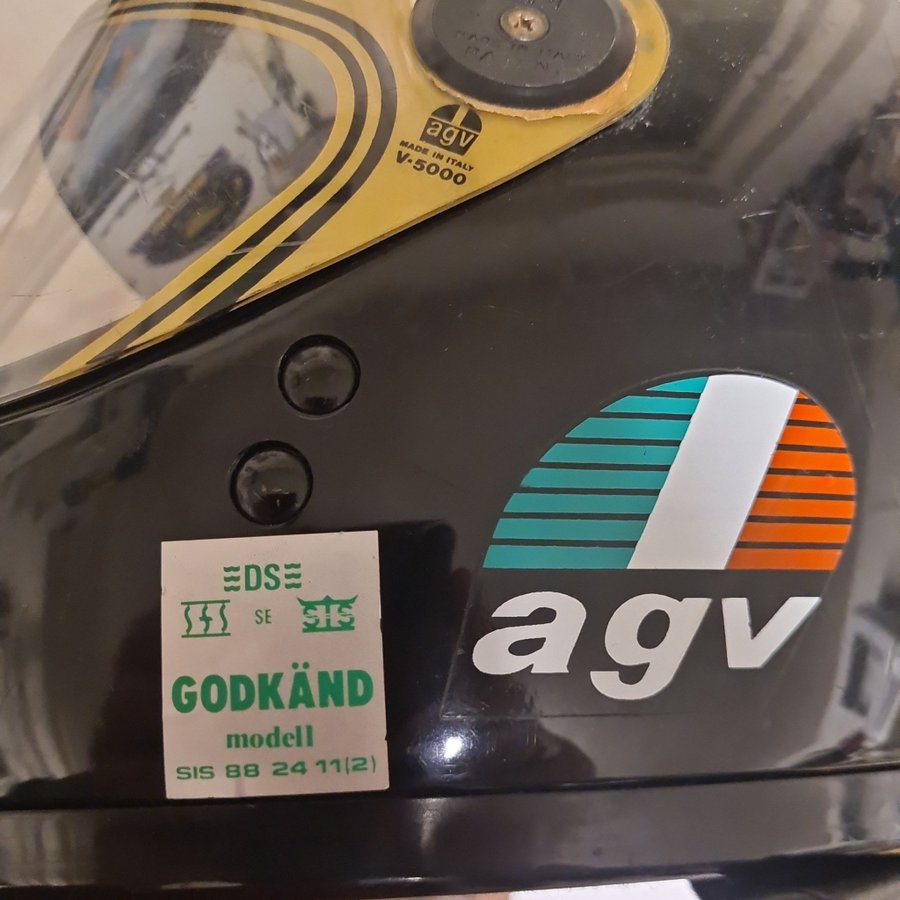 agv
MADE IN ITALY
V-5000
DS
SE
SIS
GODKÄND
modell
SIS 88 24 11(2)
agv